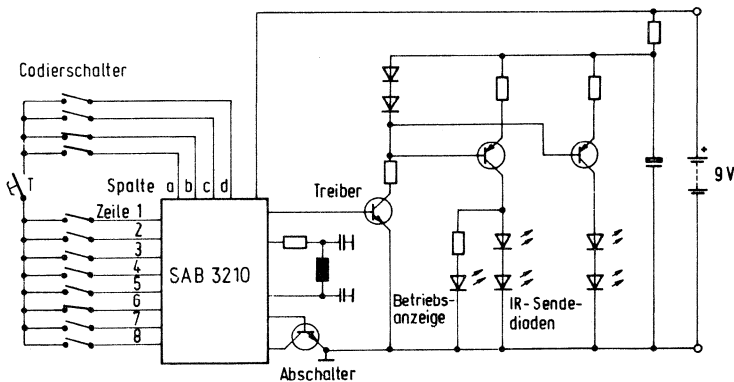 Codierschalter
T
Spalte a b c d
Zeile 1
2
3
4
5
6
7
8
SAB 3210
Treiber
Betriebs-
anzeige
IR-Sende-
dioden
Abschalter
+
9 V